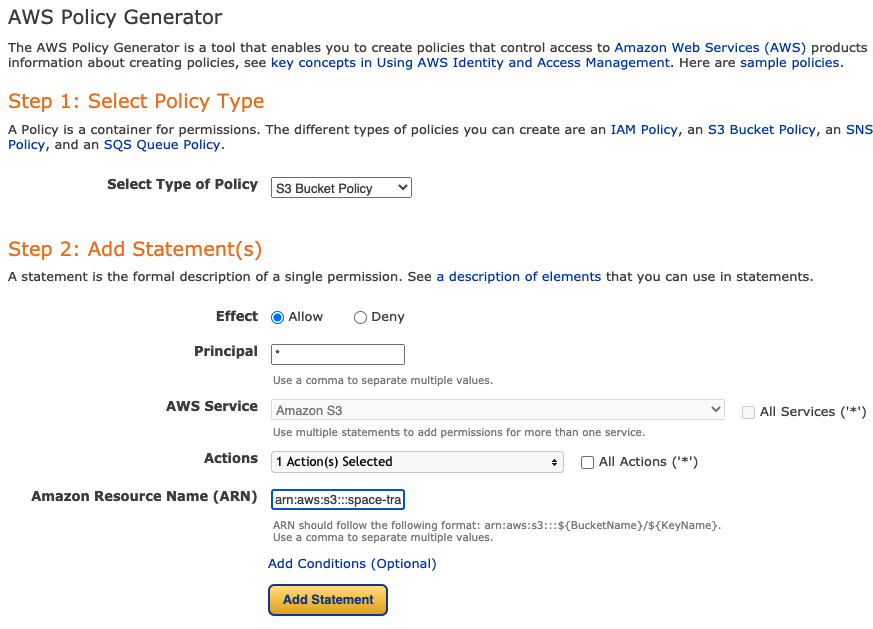 AWS Policy Generator
The AWS Policy Generator is a tool that enables you to create policies that control access to Amazon Web Services (AWS) products
information about creating policies, see key concepts in Using AWS Identity and Access Management. Here are sample policies.
Step 1: Select Policy Type
A Policy is a container for permissions. The different types of policies you can create are an IAM Policy, an S3 Bucket Policy, an SNS
Policy, and an SQS Queue Policy.
Select Type of Policy S3 Bucket Policy
Step 2: Add Statement(s)
A statement is the formal description of a single permission. See a description of elements that you can use in statements.
Effect Allow Deny
Principal *
Use a comma to separate multiple values.
AWS Service Amazon S3 All Services ('*')
Use multiple statements to add permissions for more than one service.
Actions 1 Action(s) Selected All Actions ('*')
Amazon Resource Name (ARN) arn:aws:s3:::space-tra
ARN should follow the following format: arn:aws:s3:::${BucketName}/${KeyName}.
Use a comma to separate multiple values.
Add Conditions (Optional)
Add Statement